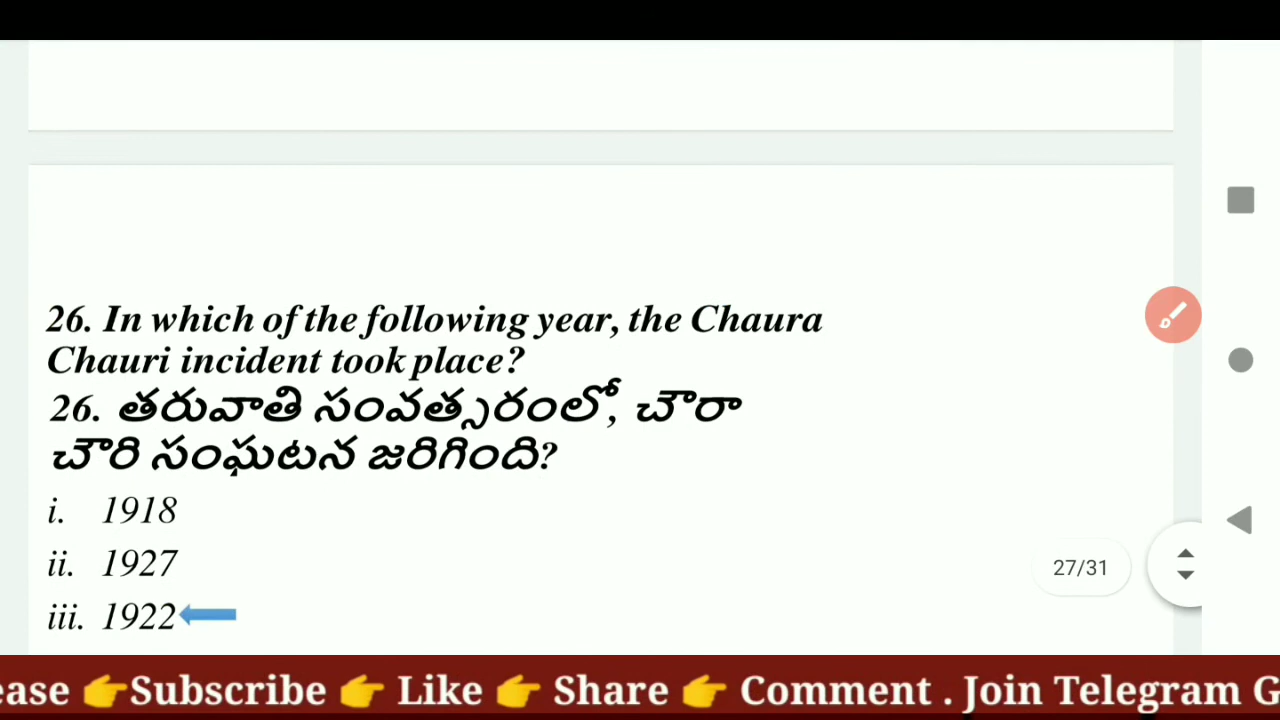 26. In which of the following year, the Chaura
Chauri incident took place?
26. తరువాతి సంవత్సరంలో, చౌరా
చౌరి సంఘటన జరిగింది?
i. 1918
ii. 1927
iii. 1922
27/31
ease 👉Subscribe 👉 Like 👉 Share 👉 Comment . Join Telegram G